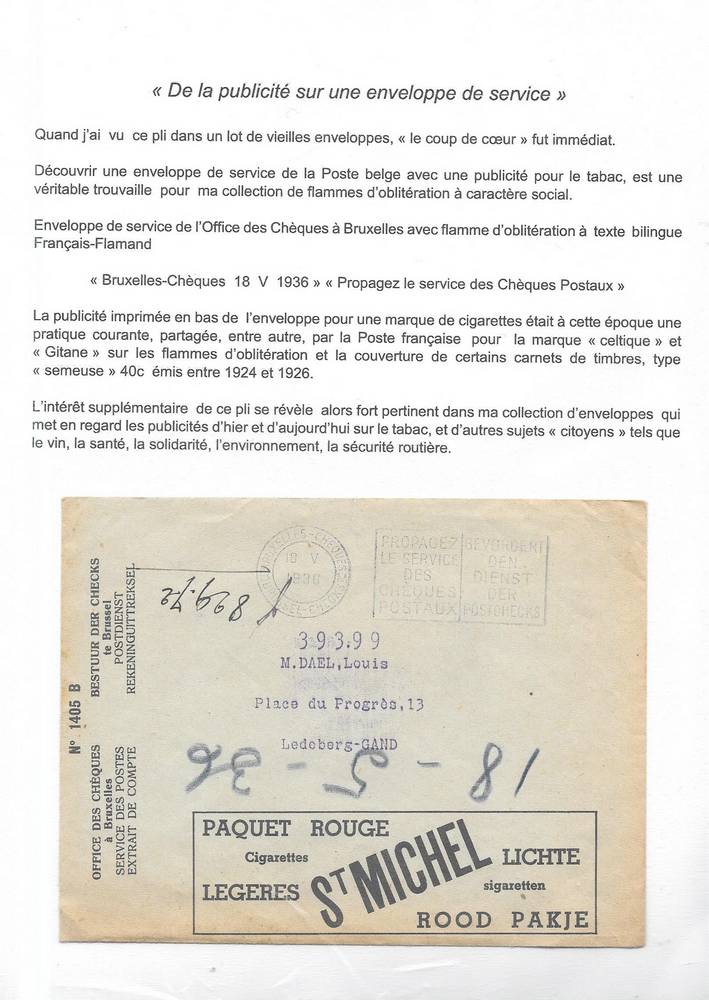 « De la publicité sur une enveloppe de service »
Quand j'ai vu ce pli dans un lot de vieilles enveloppes, « le coup de cœur » fut immédiat.
Découvrir une enveloppe de service de la Poste belge avec une publicité pour le tabac, est une
véritable trouvaille pour ma collection de flammes d'oblitération à caractère social.
Enveloppe de service de l'Office des Chèques à Bruxelles avec flamme d'oblitération à texte bilingue
Français-Flamand
« Bruxelles-Chèques 18 V 1936 » « Propagez le service des Chèques Postaux »
La publicité imprimée en bas de l'enveloppe pour une marque de cigarettes était à cette époque une
pratique courante, partagée, entre autre, par la Poste française pour la marque « celtique » et
« Gitane » sur les flammes d'oblitération et la couverture de certains carnets de timbres, type
« semeuse » 40c émis entre 1924 et 1926.
L'intérêt supplémentaire de ce pli se révèle alors fort pertinent dans ma collection d'enveloppes qui
met en regard les publicités d'hier et d'aujourd'hui sur le tabac, et d'autres sujets « citoyens » tels que
le vin, la santé, la solidarité, l'environnement, la sécurité routière.
N° 1405 B
BESTUUR DER CHECKS
te Brussel
POSTDIENST
REKENINGUITTREKSEL
OFFICE DES CHÈQUES
à Bruxelles
SERVICE DES POSTES
EXTRAIT DE COMPTE
BRUXELLES-CHEQUES
18 V
1936
BRUSSEL-CHECKS
PROPAGEZ
LE SERVICE
DES
CHEQUES
POSTAUX
BEVORDERT
DEN
DIENST
DER
POSTCHECKS
39399
M.DAEL,Louis
Place du Progrès,13
Ledeberg-GAND
18-5-36
PAQUET ROUGE
Cigarettes
LEGERES
ST MICHEL
LICHTE
sigaretten
ROOD PAKJE